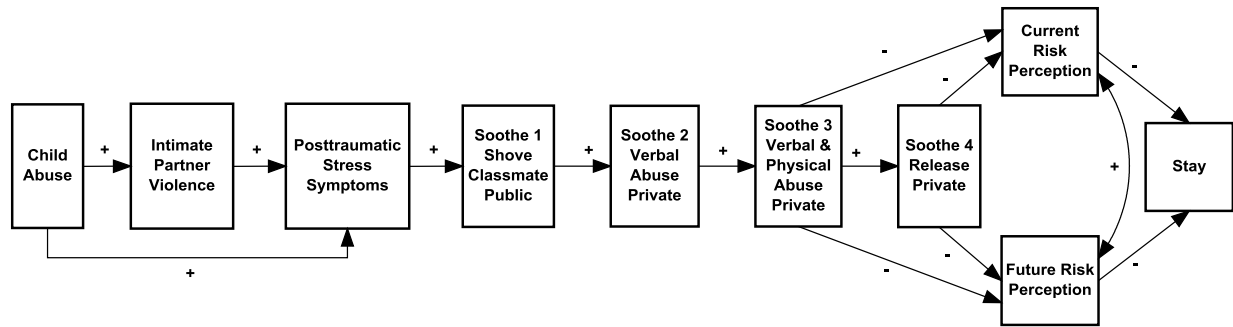 Child
Abuse
+
Intimate
Partner
Violence
+
Posttraumatic
Stress
Symptoms
+
+
Soothe 1
Shove
Classmate
Public
+
Soothe 2
Verbal
Abuse
Private
+
Soothe 3
Verbal &
Physical
Abuse
Private
+
Soothe 4
Release
Private
-
-
-
-
Current
Risk
Perception
-
+
Future Risk
Perception
-
Stay